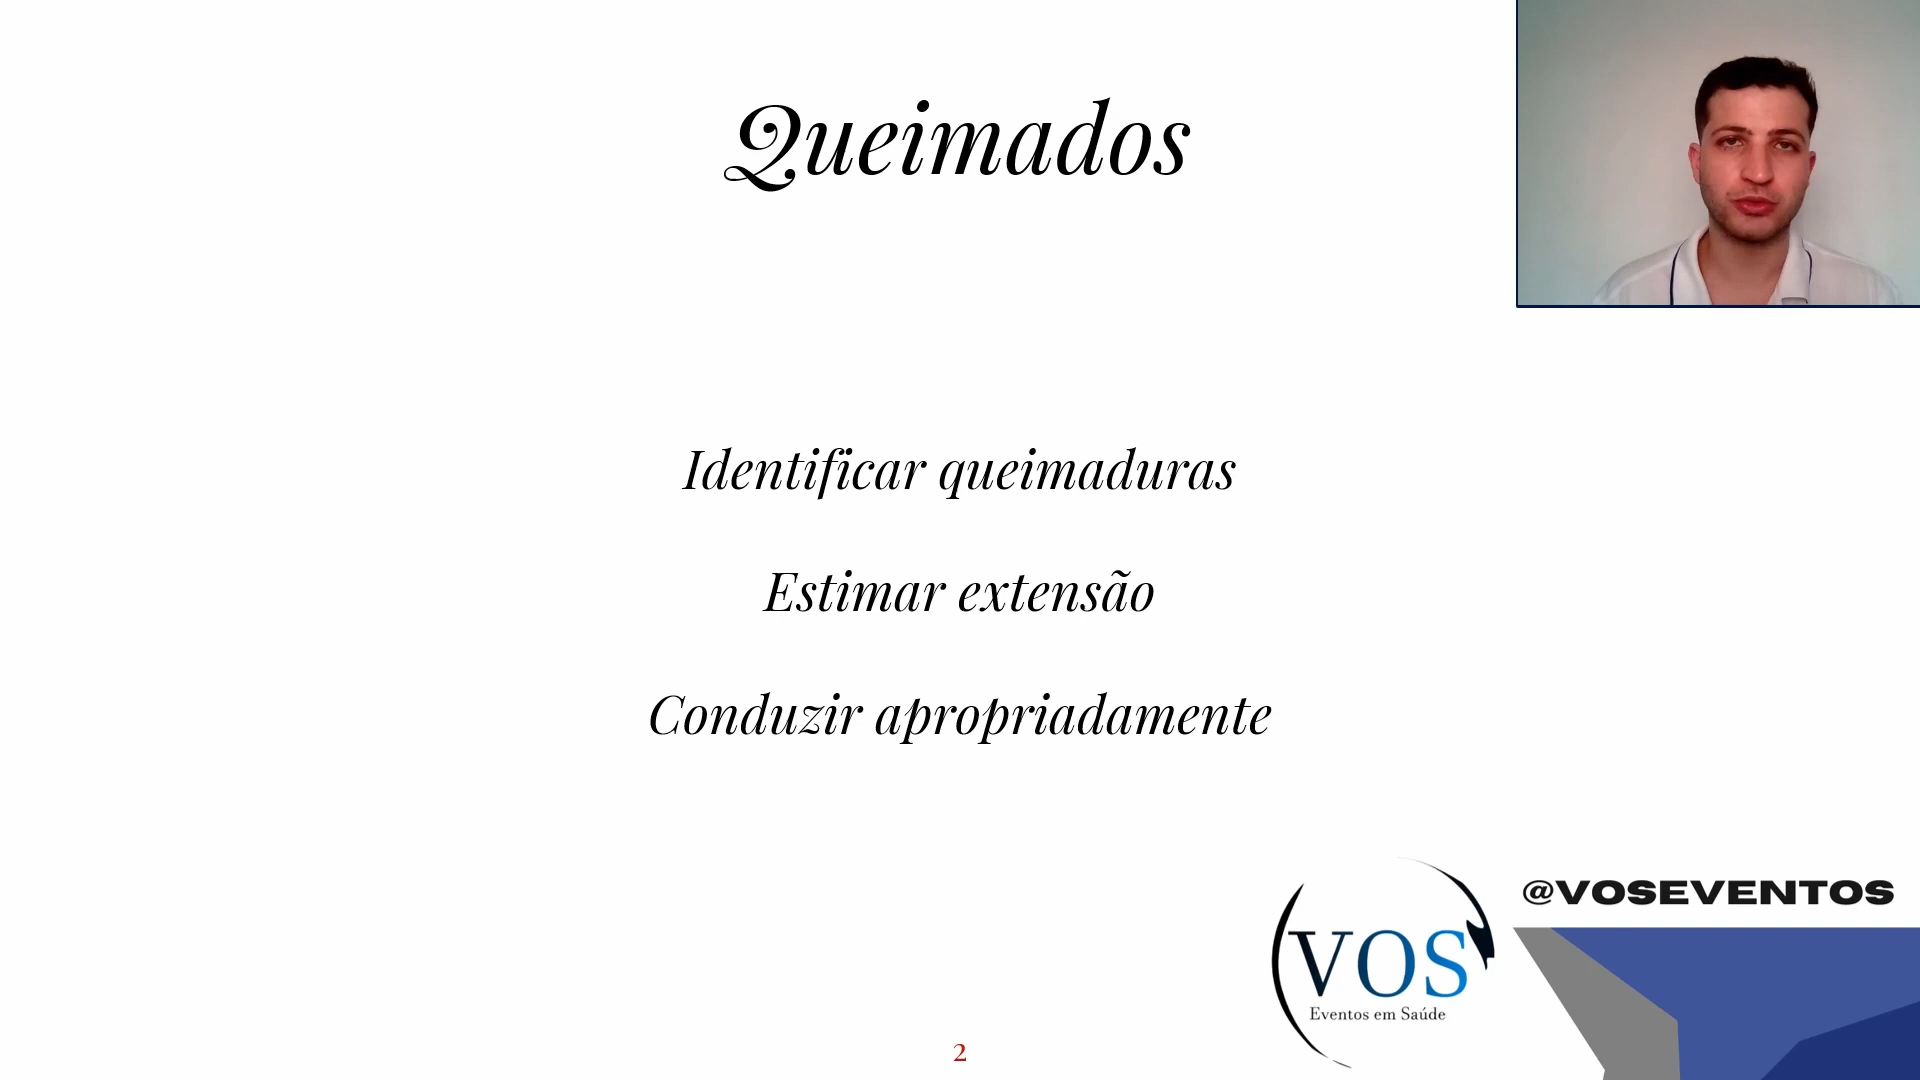 Queimados
Identificar queimaduras
Estimar extensão
Conduzir apropriadamente
@VOSEVENTOS
VOS
Eventos em Saúde
2